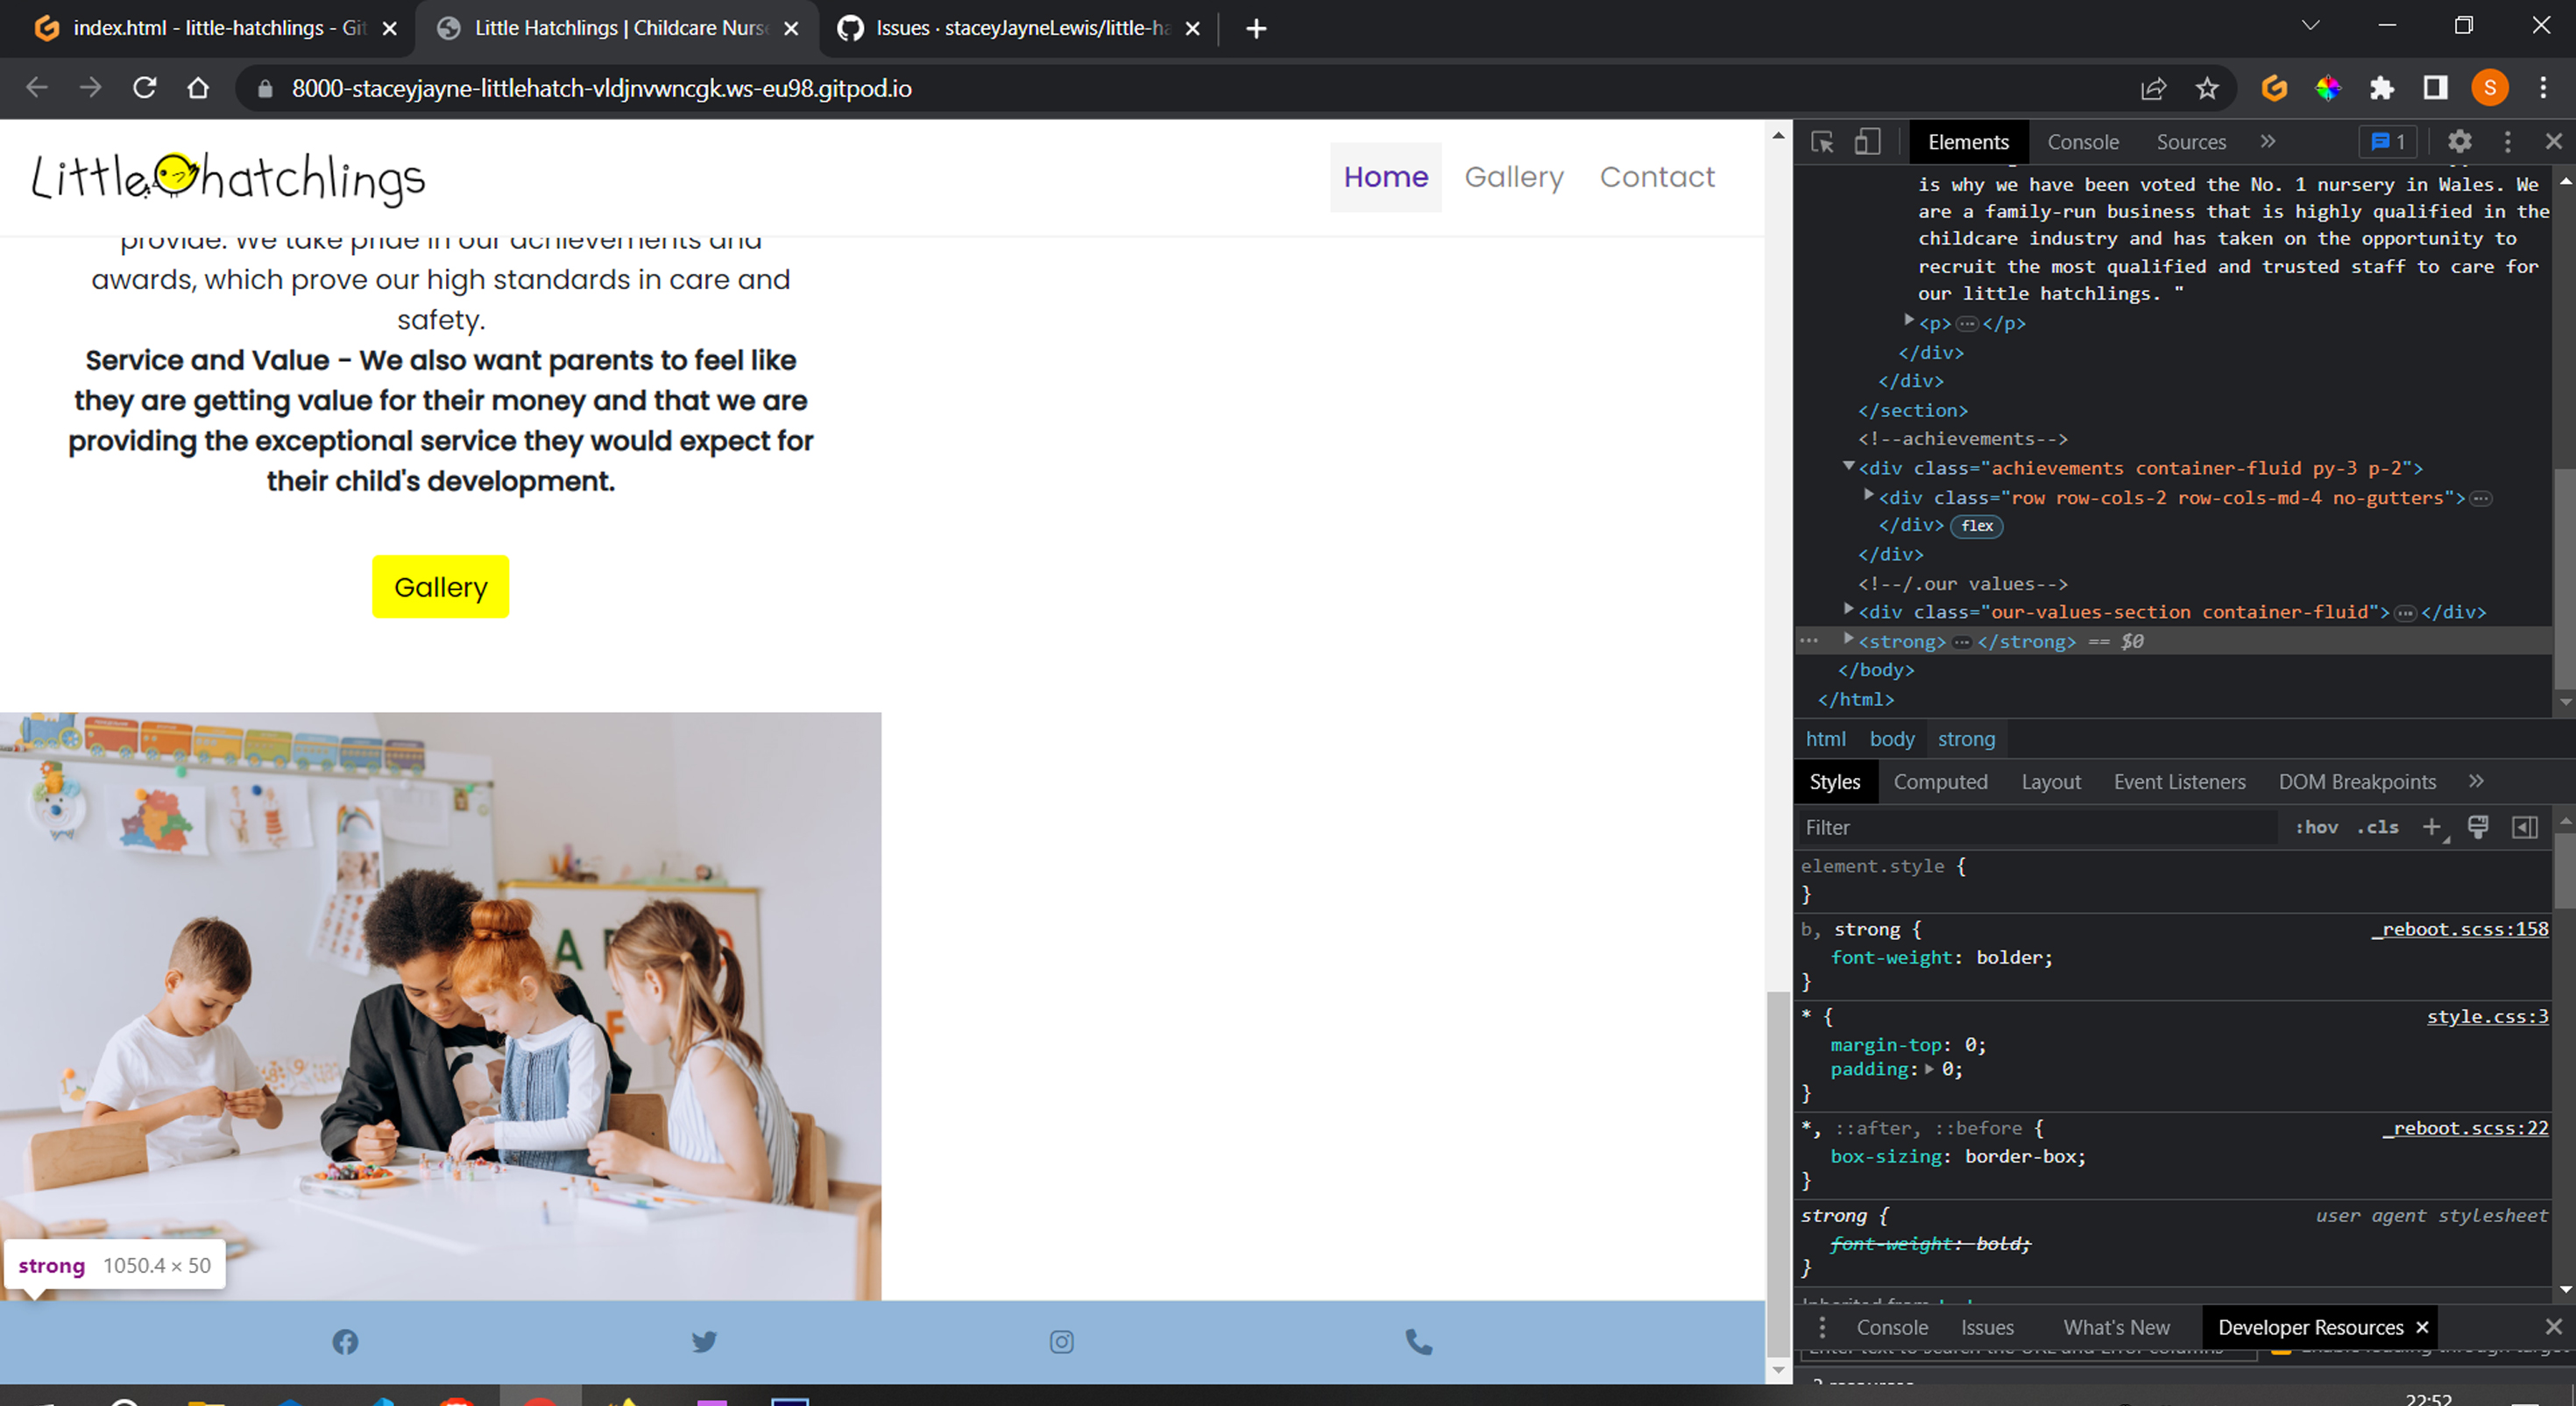 index.html - little-hatchlings - Git
Little Hatchlings | Childcare Nurse
Issues · staceyJayneLewis/little-ha
8000-staceyjayne-littlehatch-vldjnvwncgk.ws-eu98.gitpod.io
S
Little hatchlings
Home
Gallery
Contact
provide. We take pride in our achievements and
awards, which prove our high standards in care and
safety.
Service and Value - We also want parents to feel like
they are getting value for their money and that we are
providing the exceptional service they would expect for
their child's development.
Gallery
strong 1050.4 × 50
Elements
Console
Sources
1
is why we have been voted the No. 1 nursery in Wales. We
are a family-run business that is highly qualified in the
childcare industry and has taken on the opportunity to
recruit the most qualified and trusted staff to care for
our little hatchlings. "
<p>…</p>
</div>
</div>
</section>
<!--achievements-->
<div class="achievements container-fluid py-3 p-2">
<div class="row row-cols-2 row-cols-md-4 no-gutters">…
</div> flex
</div>
<!--/.our values-->
<div class="our-values-section container-fluid">…</div>
… <strong>…</strong> == $0
</body>
</html>
html body strong
Styles Computed Layout Event Listeners DOM Breakpoints
Filter
:hov .cls +
element.style {
}
b, strong { _reboot.scss:158
font-weight: bolder;
}
* { style.css:3
margin-top: 0;
padding: 0;
}
*, ::after, ::before { _reboot.scss:22
box-sizing: border-box;
}
strong { user agent stylesheet
font-weight: bold;
}
Console Issues What's New Developer Resources
22:52